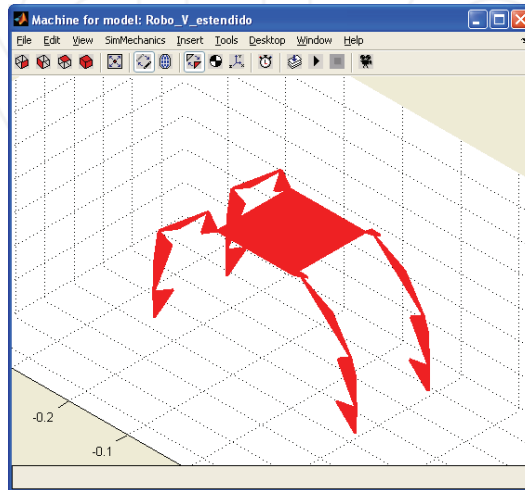 Machine for model: Robo_V_estendido
File Edit View SimMechanics Insert Tools Desktop Window Help
-0.2
-0.1